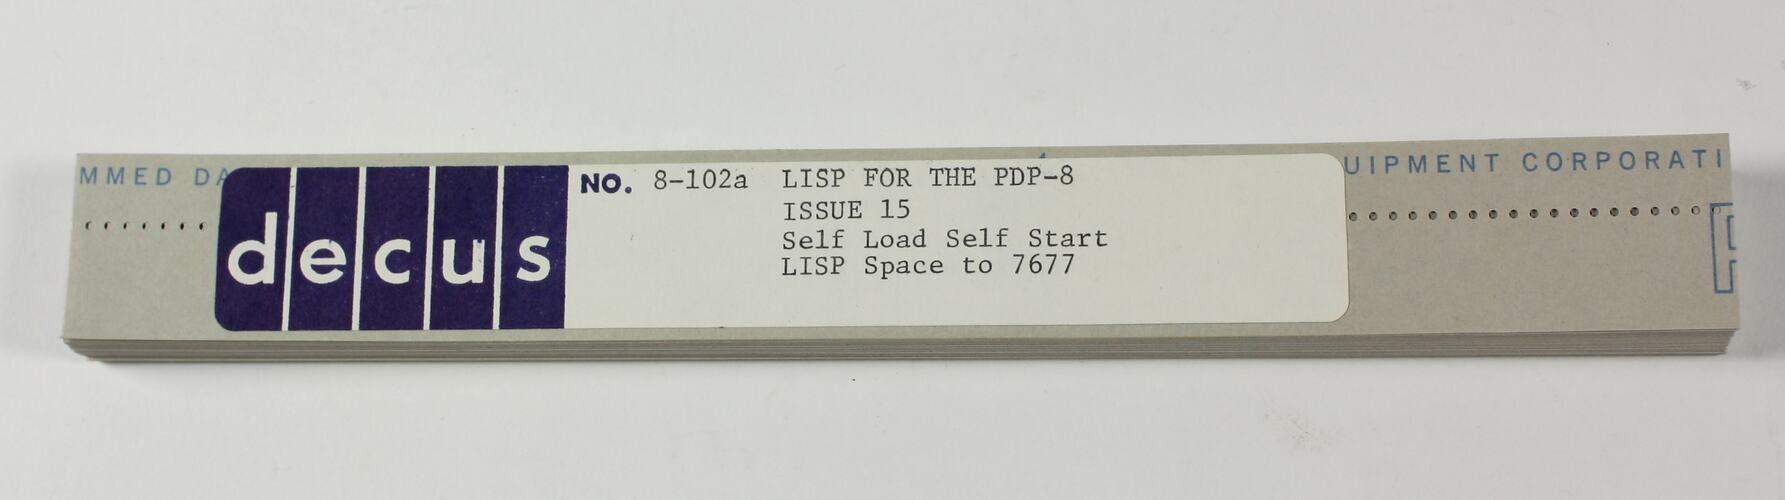 MMED DA
UIPMENT CORPORATI
decus
NO. 8-102a LISP FOR THE PDP-8
ISSUE 15
Self Load Self Start
LISP Space to 7677